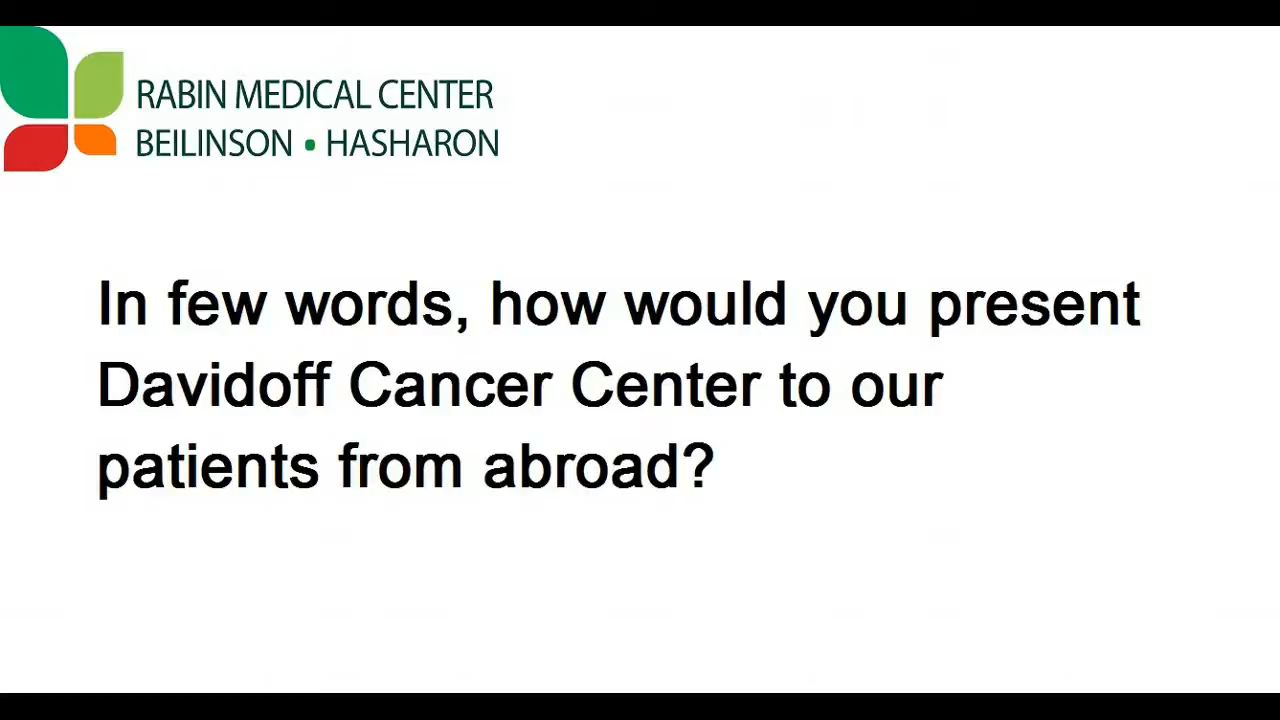 RABIN MEDICAL CENTER
BEILINSON • HASHARON
In few words, how would you present
Davidoff Cancer Center to our
patients from abroad?